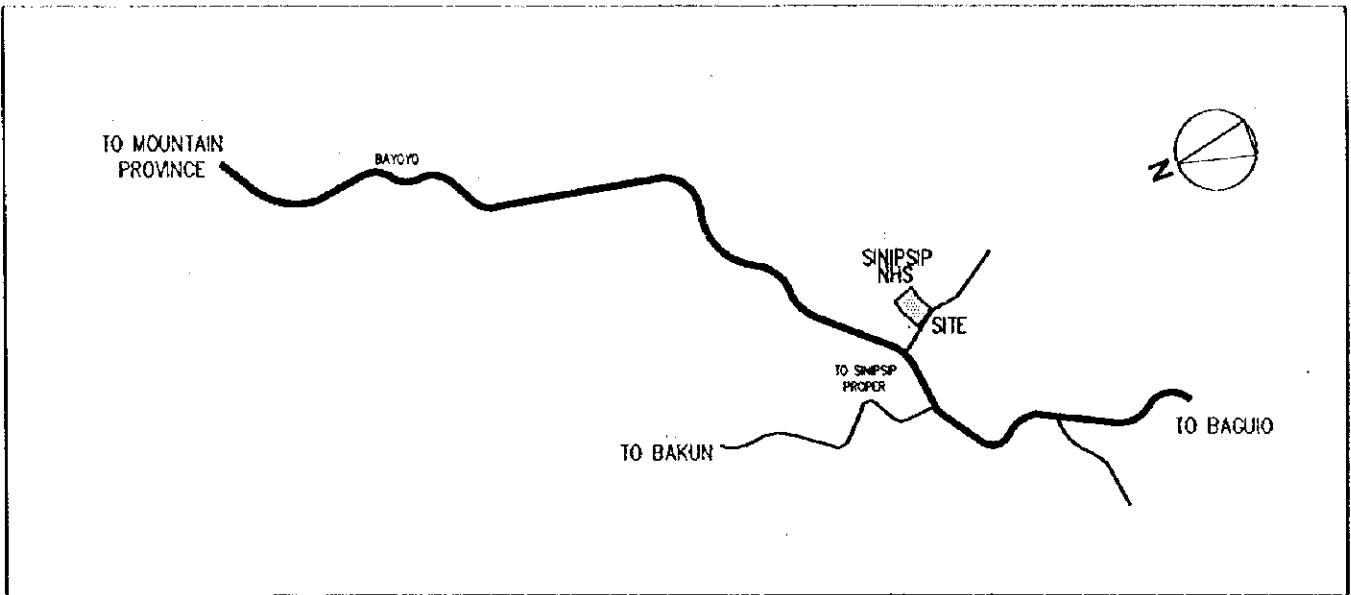 TO MOUNTAIN
PROVINCE
BAYOYO
N
SINIPSIP
NHS
SITE
TO SINIPSIP
PROPER
TO BAKUN
TO BAGUIO